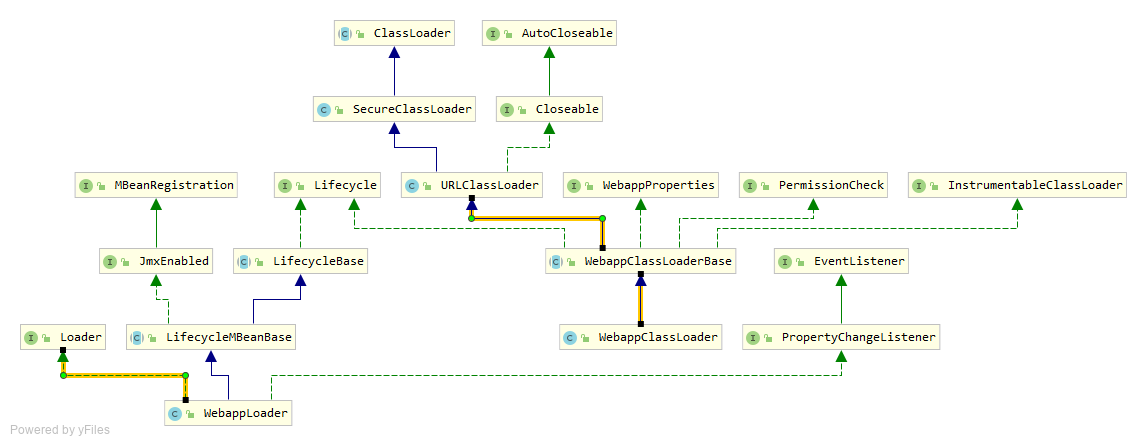 C ClassLoader
I AutoCloseable
C SecureClassLoader
I Closeable
I MBeanRegistration
I Lifecycle
C URLClassLoader
I WebappProperties
I PermissionCheck
I InstrumentableClassLoader
I JmxEnabled
C LifecycleBase
C WebappClassLoaderBase
I EventListener
I Loader
C LifecycleMBeanBase
C WebappClassLoader
I PropertyChangeListener
C WebappLoader
Powered by yFiles